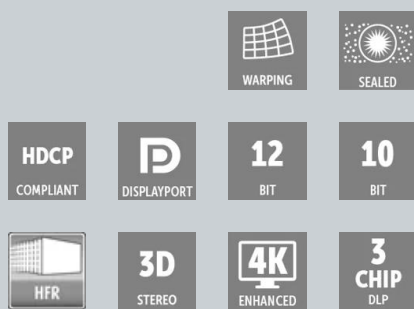 WARPING
SEALED
HDCP
COMPLIANT
DISPLAYPORT
12
BIT
10
BIT
HFR
3D
STEREO
4K
ENHANCED
3
CHIP
DLP